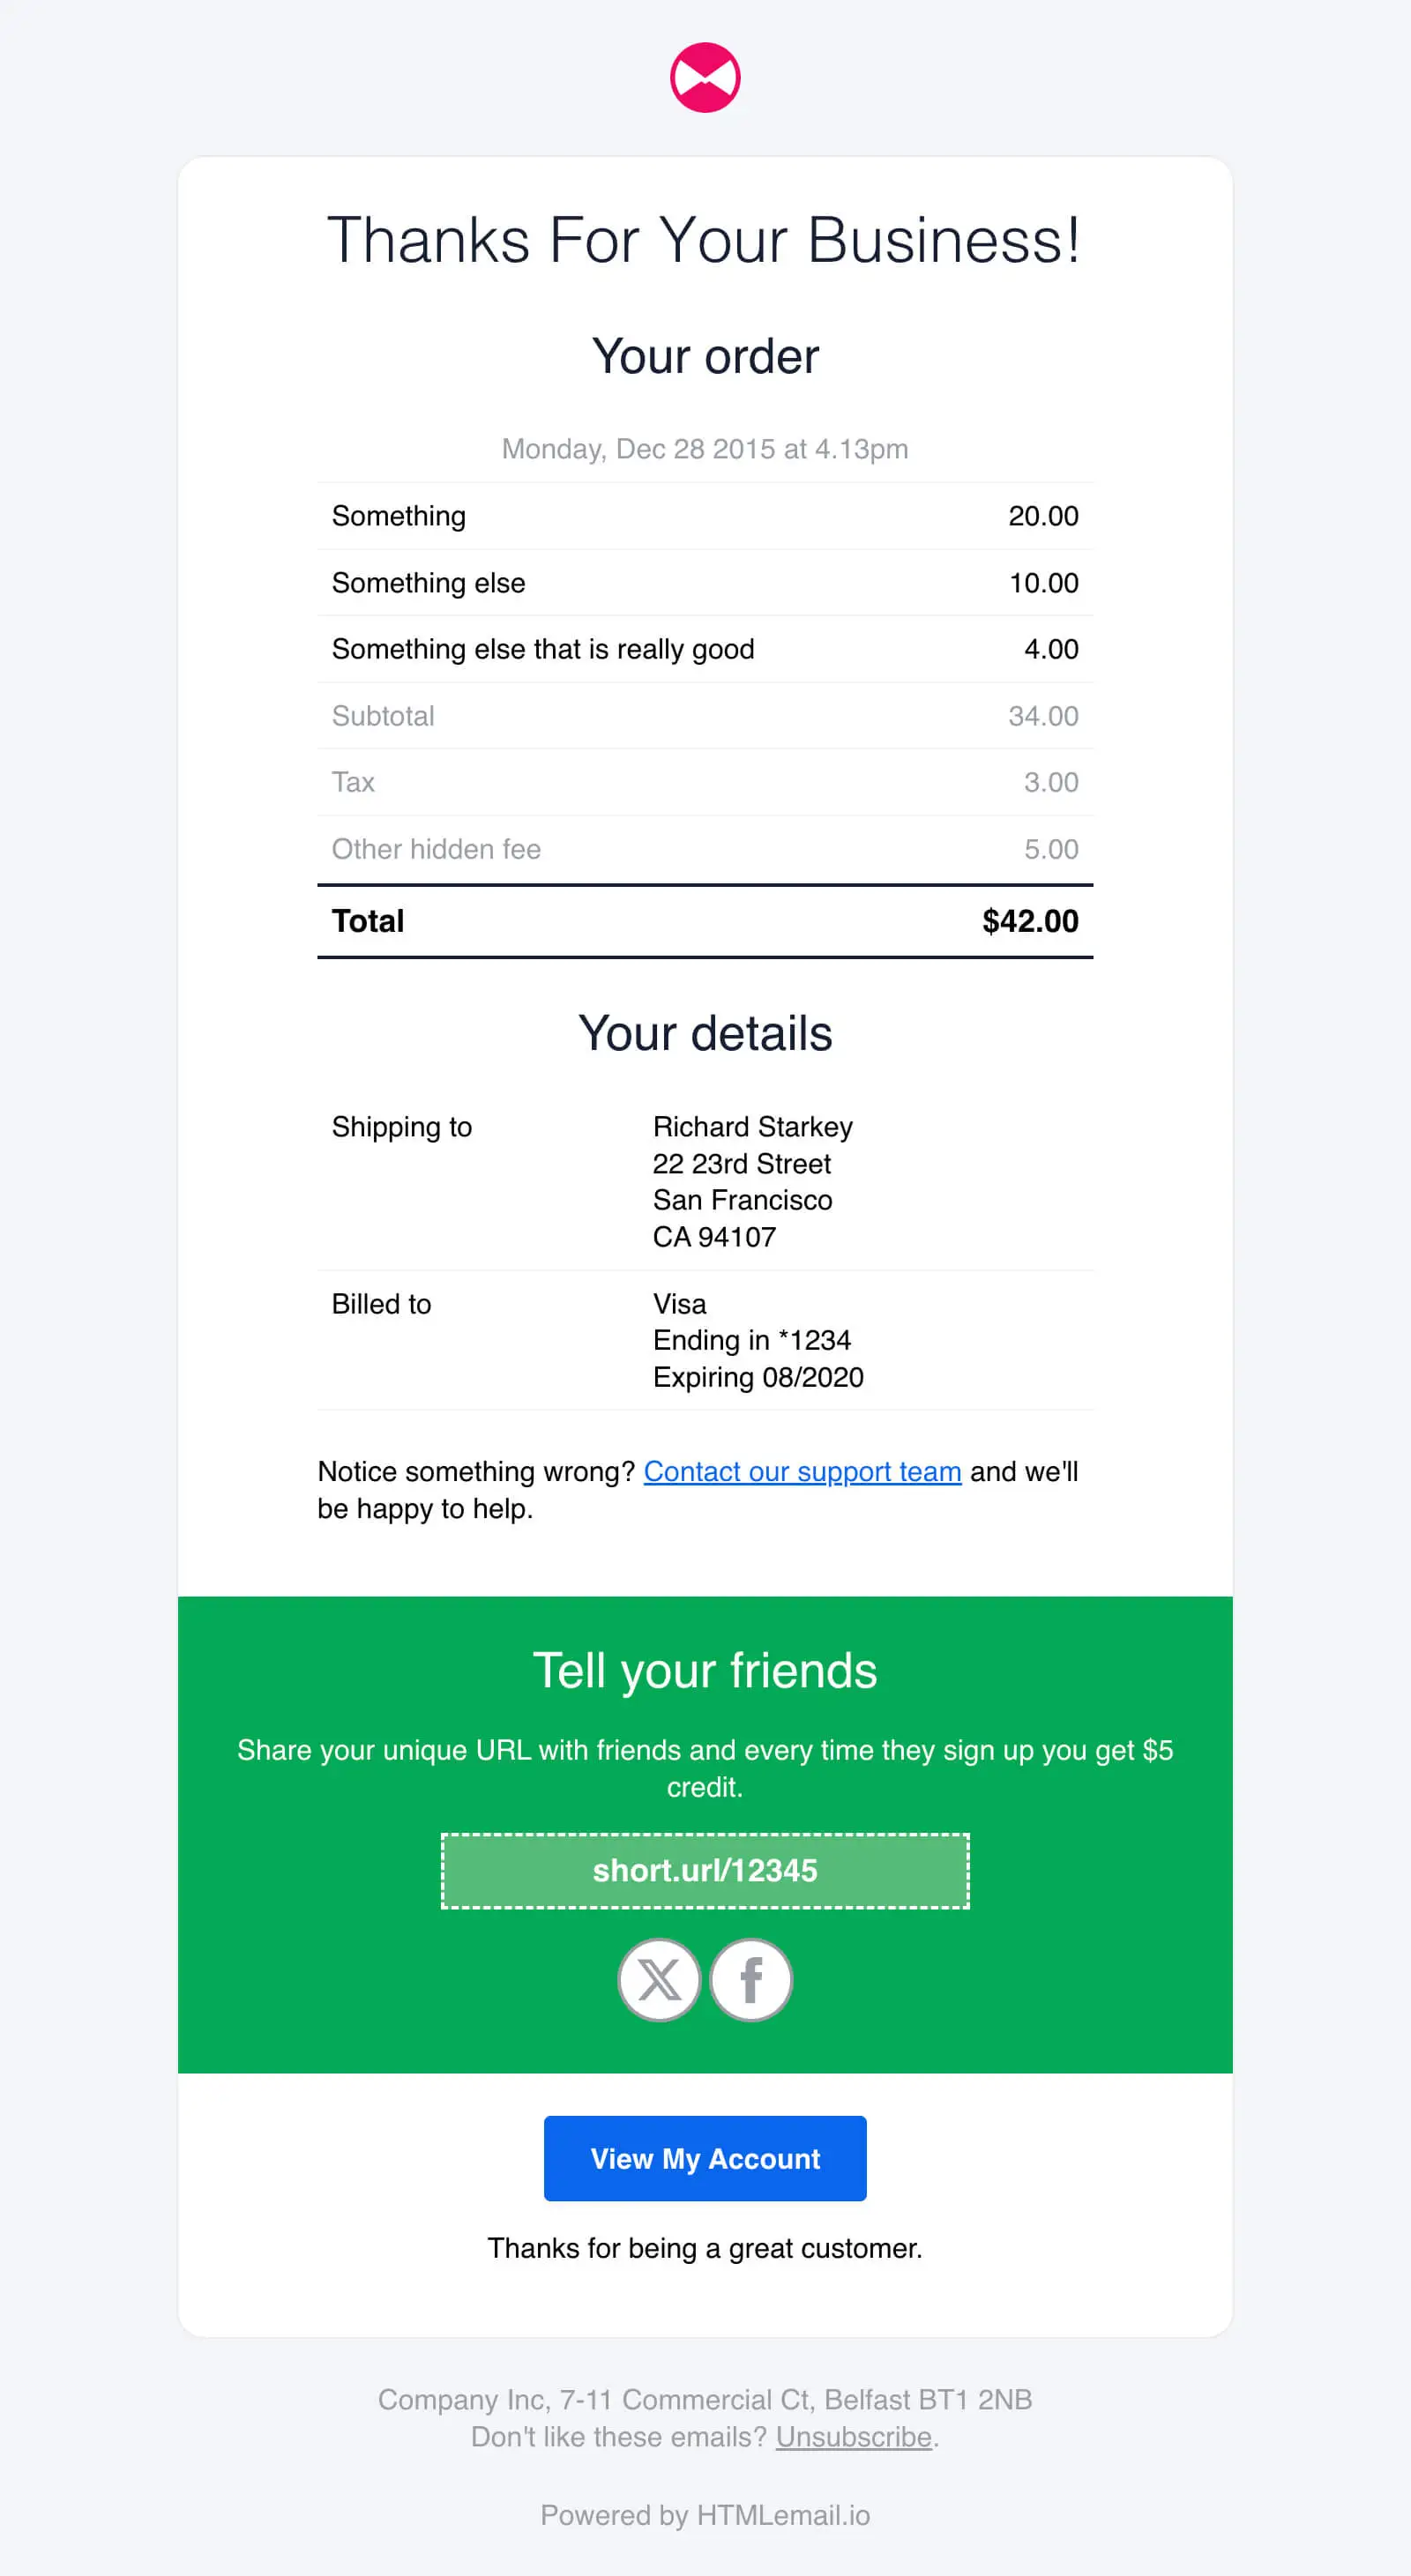 Thanks For Your Business!
Your order
Monday, Dec 28 2015 at 4.13pm
Something 20.00
Something else 10.00
Something else that is really good 4.00
Subtotal 34.00
Tax 3.00
Other hidden fee 5.00
Total $42.00
Your details
Shipping to Richard Starkey
22 23rd Street
San Francisco
CA 94107
Billed to Visa
Ending in *1234
Expiring 08/2020
Notice something wrong? Contact our support team and we'll
be happy to help.
Tell your friends
Share your unique URL with friends and every time they sign up you get $5
credit.
short.url/12345
View My Account
Thanks for being a great customer.
Company Inc, 7-11 Commercial Ct, Belfast BT1 2NB
Don't like these emails? Unsubscribe.
Powered by HTMLemail.io